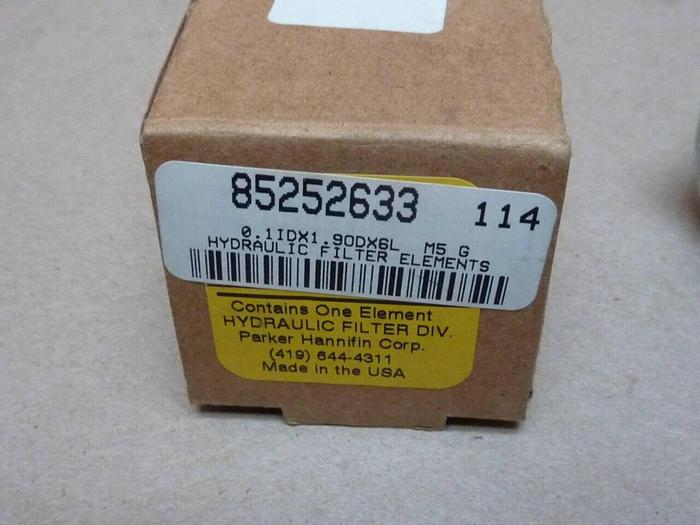 85252633 114
0.1IDX1.9ODX6L M5 G
HYDRAULIC FILTER ELEMENTS
Contains One Element
HYDRAULIC FILTER DIV.
Parker Hannifin Corp.
(419) 644-4311
Made in the USA